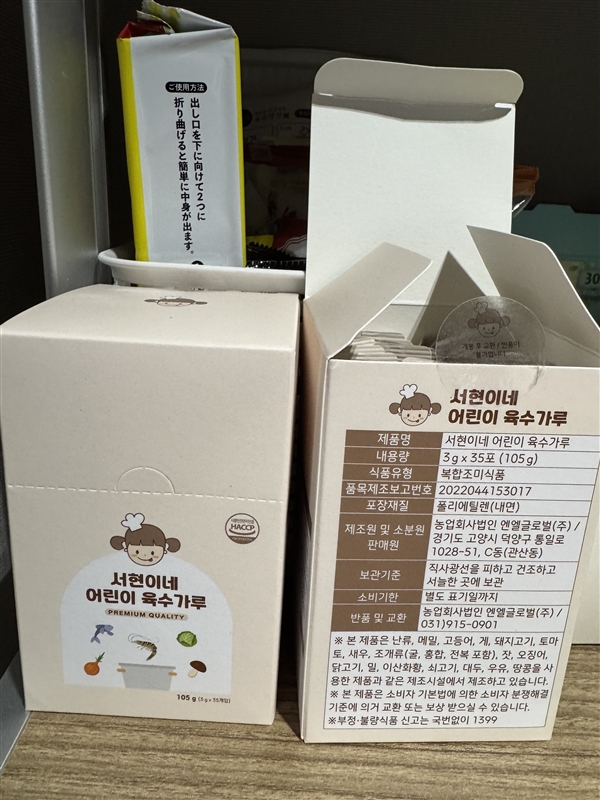 ご使用方法
出し口を下に向けて2つに
折り曲げると簡単に中身が出ます。
HACCP
서현이네
어린이 육수가루
PREMIUM QUALITY
105 g (3g x 35개입)
개봉 후 교환/반품이
불가합니다
30
서현이네
어린이 육수가루
제품명 서현이네 어린이 육수가루
내용량 3g x 35포 (105g)
식품유형 복합조미식품
품목제조보고번호 2022044153017
포장재질 폴리에틸렌(내면)
제조원 및 소분원 판매원 농업회사법인 엔엘글로벌(주) /
경기도 고양시 덕양구 통일로
1028-51, C동(관산동)
보관기준 직사광선을 피하고 건조하고
서늘한 곳에 보관
소비기한 별도 표기일까지
반품 및 교환 농업회사법인 엔엘글로벌(주) /
031)915-0901
※ 본 제품은 난류, 메밀, 고등어, 게, 돼지고기, 토마
토, 새우, 조개류(굴, 홍합, 전복 포함), 잣, 오징어,
닭고기, 밀, 이산화황, 쇠고기, 대두, 우유, 땅콩을 사
용한 제품과 같은 제조시설에서 제조하고 있습니다.
※ 본 제품은 소비자 기본법에 의한 소비자 분쟁해결
기준에 의거 교환 또는 보상 받으실 수 있습니다.
※부정·불량식품 신고는 국번없이 1399